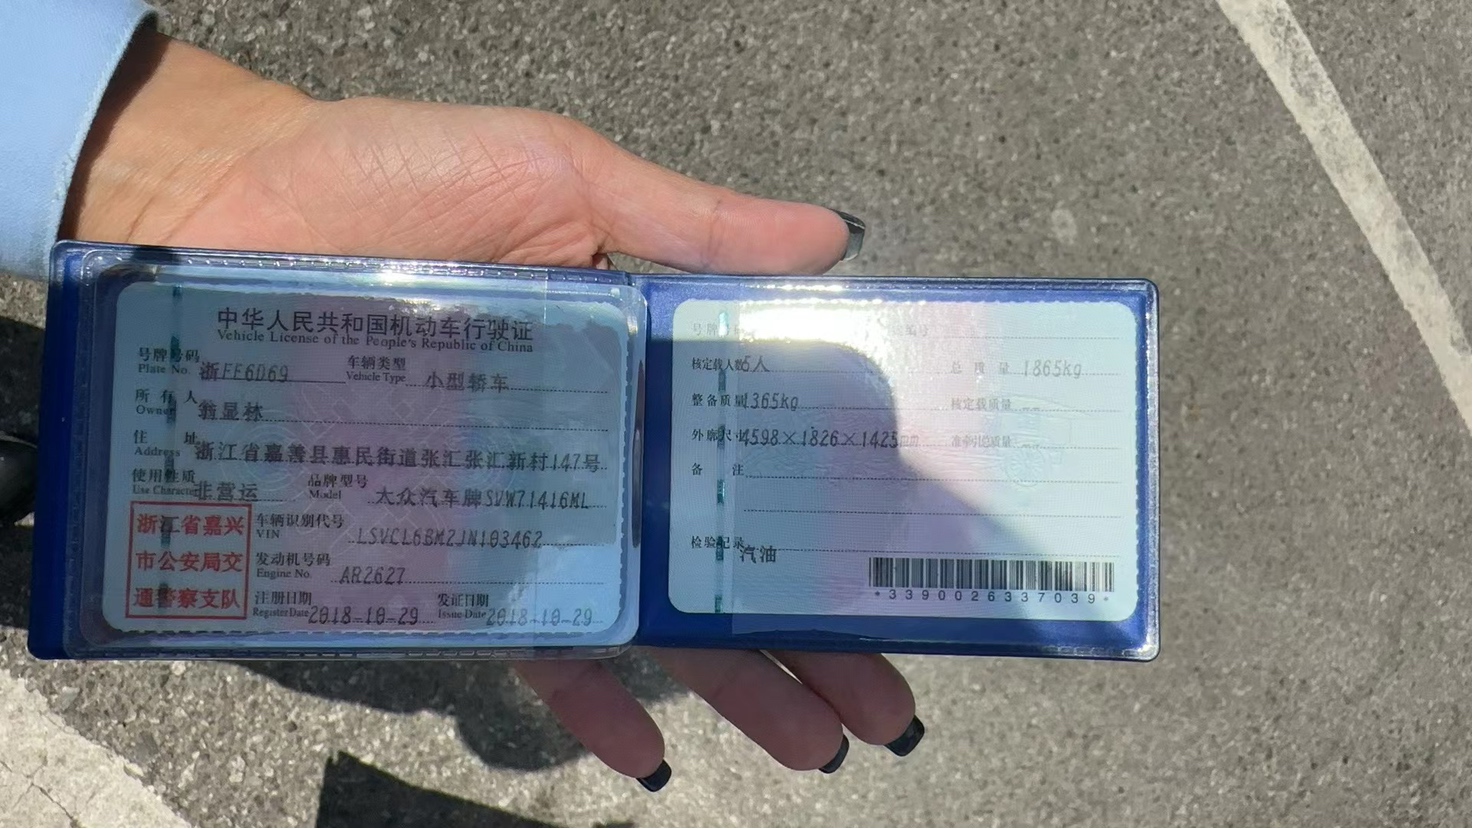 中华人民共和国机动车行驶证
Vehicle License of the People's Republic of China
号牌号码 浙FF6D69 车辆类型 小型轿车
Plate No. Vehicle Type
所有人 翁显林
Owner
住址 浙江省嘉善县惠民街道张汇张汇新村147号
Address
使用性质 非营运 品牌型号 大众汽车牌SVW71416ML
Use Character Model
浙江省嘉兴
市公安局交
通警察支队
车辆识别代号 LSVCL6BM2JN103462
VIN
发动机号码 AR2627
Engine No.
注册日期 2018-10-29 发证日期 2018-10-29
Register Date Issue Date
号牌号码 编号
核定载人数 5人 总质量 1865kg
整备质量 1365kg 核定载质量 --
外廓尺寸 4598×1826×1425mm 准牵引总质量 --
备注
检验记录
汽油
*3390026337039*